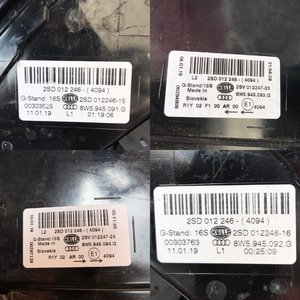 2SD 012 246 - ( 4094 )
G-Stand: 16S
2SD 012246-15
00303525
8W5.945.091.G
11.01.19
L1
01:19:06
L2
2SD 012 246 - (4094)
G-Stand:16S
2SV 012247-23
Made in
8W5.945.093.G
Slovakia
R1Y 02 F1 00 AR 00
E1
4094
L2
2SD 012 246 - (4094)
G-Stand:15S
2SV 012247-24
Made in
8W5.945.094.G
Slovakia
R1Y 02 AR 00
E1
4094
2SD 012 246 - ( 4094 )
G-Stand: 16S
2SD 012246-16
00303763
8W5.945.092.G
11.01.19
L1
00:25:09